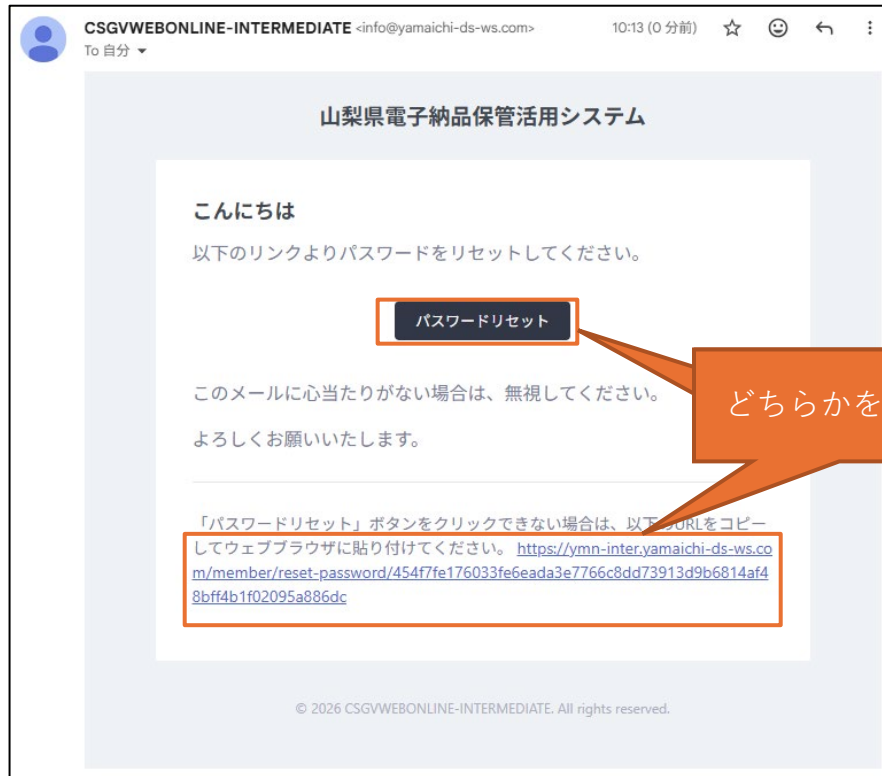 CSGVWEBONLINE-INTERMEDIATE <info@yamaichi-ds-ws.com> 10:13 (0 分前)
To 自分
山梨県電子納品保管活用システム
こんにちは
以下のリンクよりパスワードをリセットしてください。
パスワードリセット
このメールに心当たりがない場合は、無視してください。
どちらかを
よろしくお願いいたします。
「パスワードリセット」ボタンをクリックできない場合は、以下のURLをコピー
してウェブブラウザに貼り付けてください。 https://ymn-inter.yamaichi-ds-ws.co
m/member/reset-password/454f7fe176033fe6eada3e7766c8dd73913d9b6814af4
8bff4b1f02095a886dc
© 2026 CSGVWEBONLINE-INTERMEDIATE. All rights reserved.